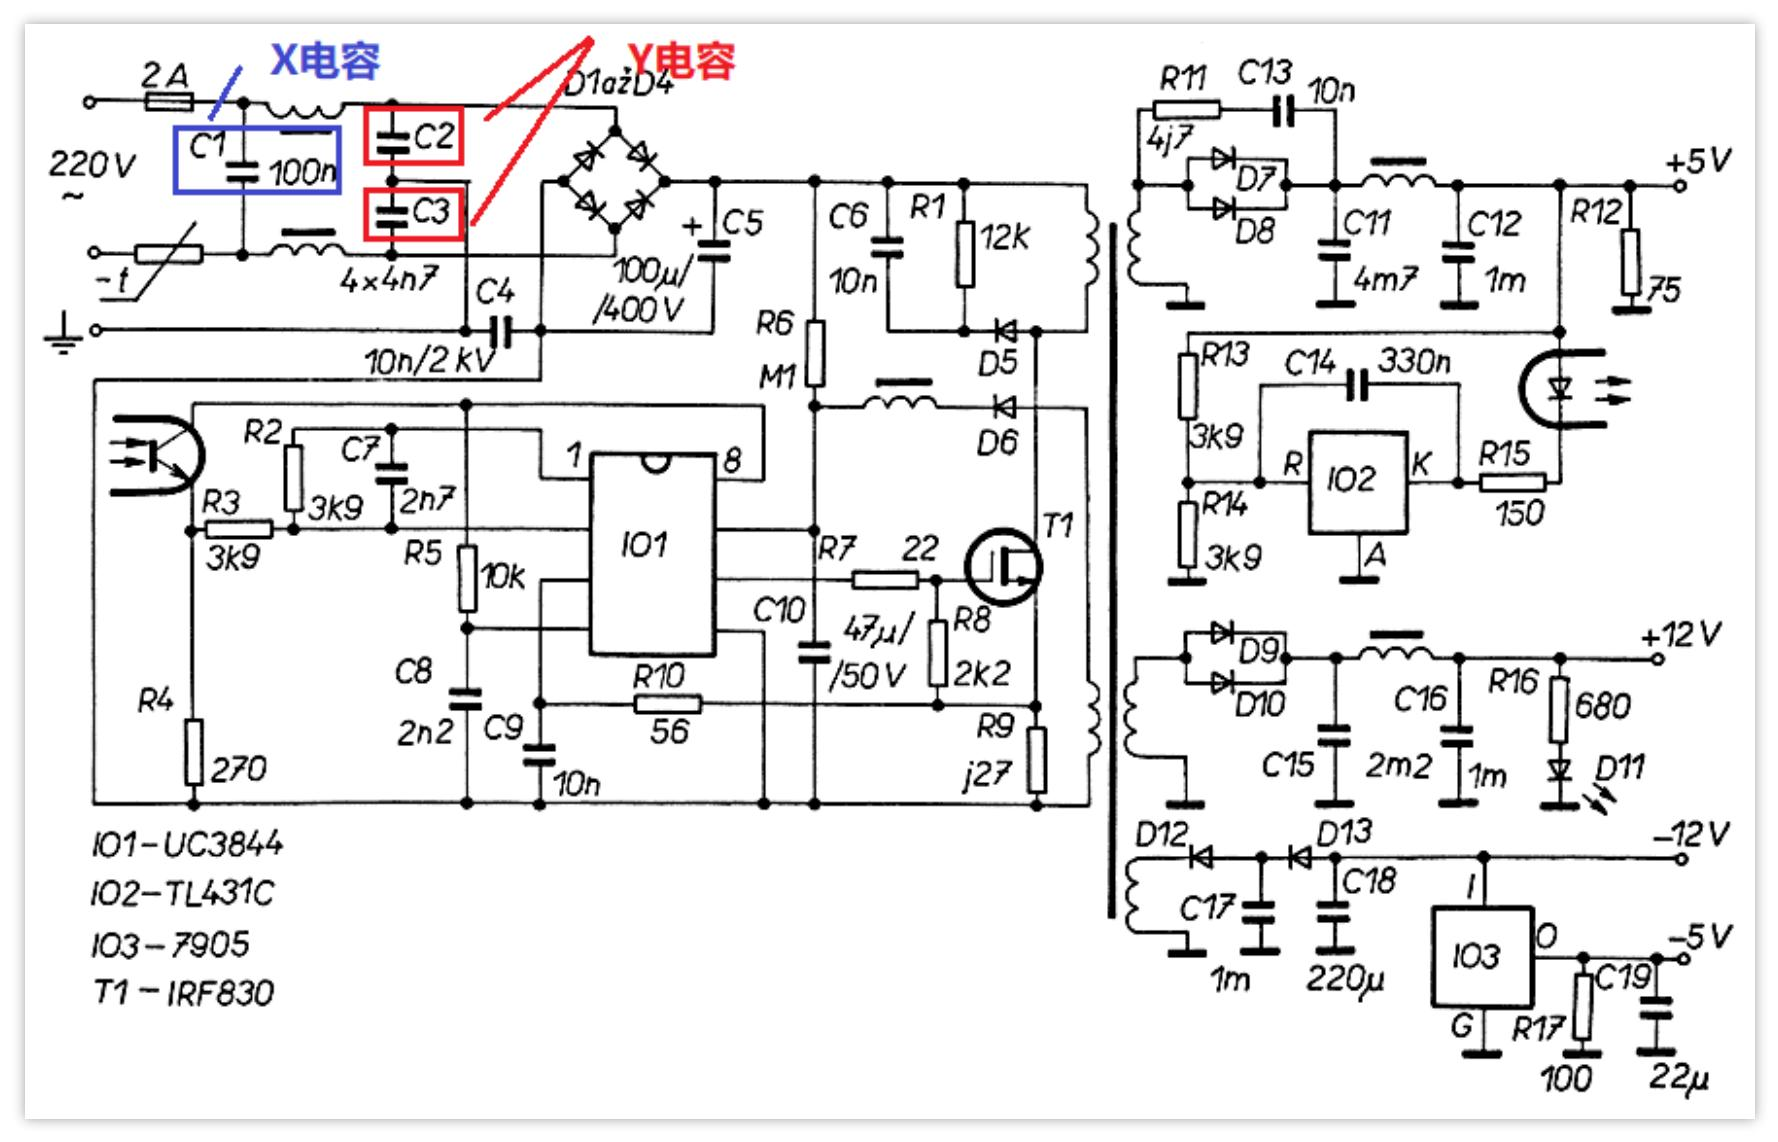 X电容
Y电容
2A
D1ažD4
C1
100n
C2
C3
220V
~
-t
4×4n7
C4
10n/2kV
+
C5
100µ/
/400V
C6
10n
R1
12k
R6
M1
D5
D6
R2
3k9
C7
2n7
R3
3k9
R5
10k
1
8
IO1
R7
22
T1
C10
47µ/
/50V
R8
2k2
R4
270
C8
2n2
C9
10n
R10
56
R9
j27
R11
4j7
C13
10n
D7
D8
C11
4m7
C12
1m
R12
75
+5V
R13
3k9
C14
330n
R
IO2
K
A
R15
150
R14
3k9
D9
D10
C15
2m2
C16
1m
R16
680
D11
+12V
D12
D13
-12V
C17
1m
C18
220µ
I
IO3
O
G
-5V
C19
R17
100
22µ
IO1-UC3844
IO2-TL431C
IO3-7905
T1-IRF830